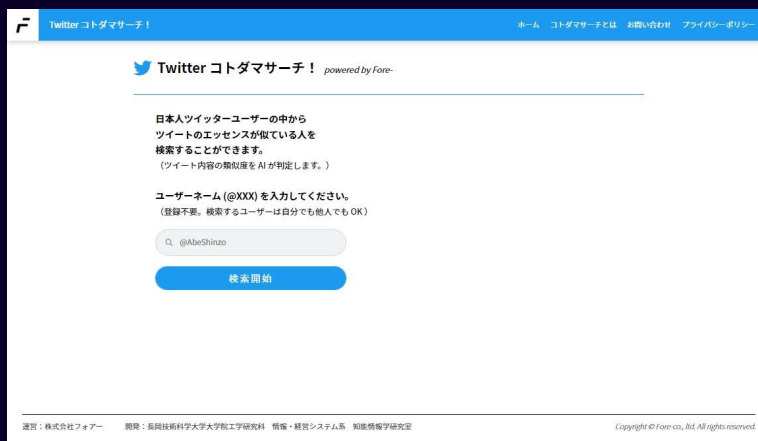 F Twitter コトダマサーチ！ ホーム コトダマサーチとは お問い合わせ プライバシーポリシー
Twitter コトダマサーチ！ powered by Fore-
日本人ツイッターユーザーの中から
ツイートのエッセンスが似ている人を
検索することができます。
（ツイート内容の類似度を AI が判定します。）
ユーザーネーム (@XXX) を入力してください。
（登録不要。検索するユーザーは自分でも他人でも OK ）
@AbeShinzo
検索開始
運営：株式会社フォアー 開発：長岡技術科学大学大学院工学研究科 情報・経営システム系 知能情報学研究室 Copyright © Fore co., ltd. All rights reserved.